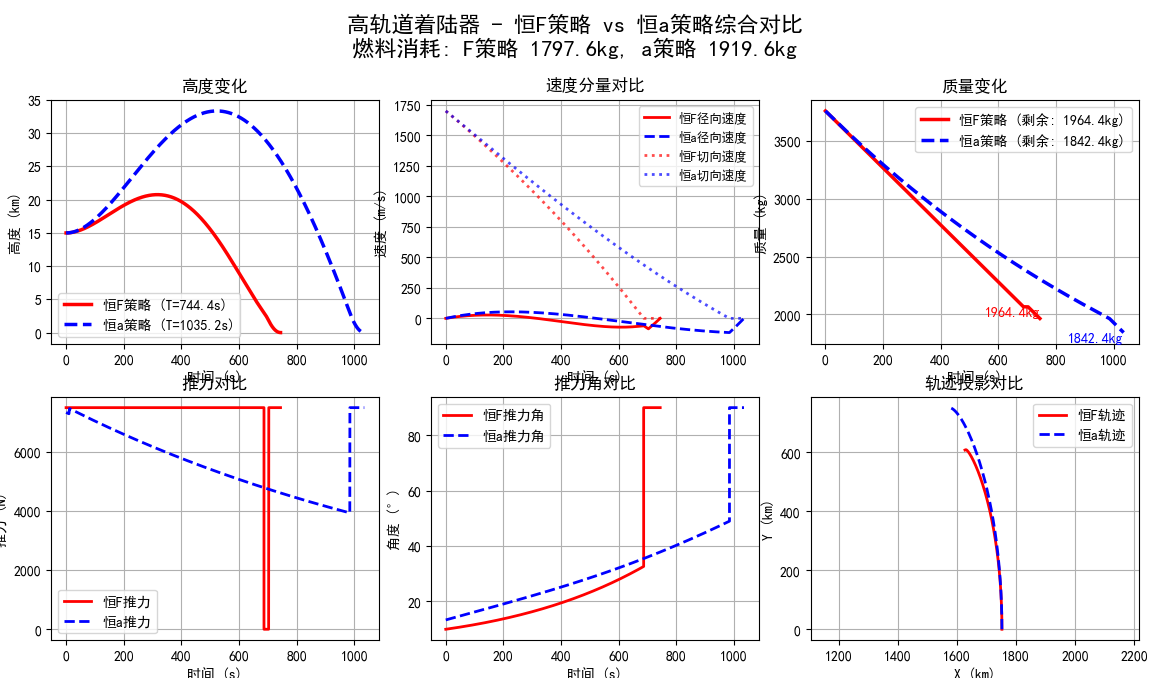 高轨道着陆器 - 恒F策略 vs 恒a策略综合对比
燃料消耗: F策略 1797.6kg, a策略 1919.6kg
高度变化
35
30
25
20
15
10
5
0
高度 (km)
恒F策略 (T=744.4s)
恒a策略 (T=1035.2s)
0 200 400 600 800 1000
时间 (s)
速度分量对比
1750
1500
1250
1000
750
500
250
0
速度 (m/s)
恒F径向速度
恒a径向速度
恒F切向速度
恒a切向速度
0 200 400 600 800 1000
时间 (s)
质量变化
3500
3000
2500
2000
质量 (kg)
恒F策略 (剩余: 1964.4kg)
恒a策略 (剩余: 1842.4kg)
1964.4kg
1842.4kg
0 200 400 600 800 1000
时间 (s)
推力对比
6000
4000
2000
0
推力 (N)
恒F推力
恒a推力
0 200 400 600 800 1000
时间 (s)
推力角对比
80
60
40
20
角度 (°)
恒F推力角
恒a推力角
0 200 400 600 800 1000
时间 (s)
轨迹投影对比
600
400
200
0
Y (km)
恒F轨迹
恒a轨迹
1200 1400 1600 1800 2000 2200
X (km)